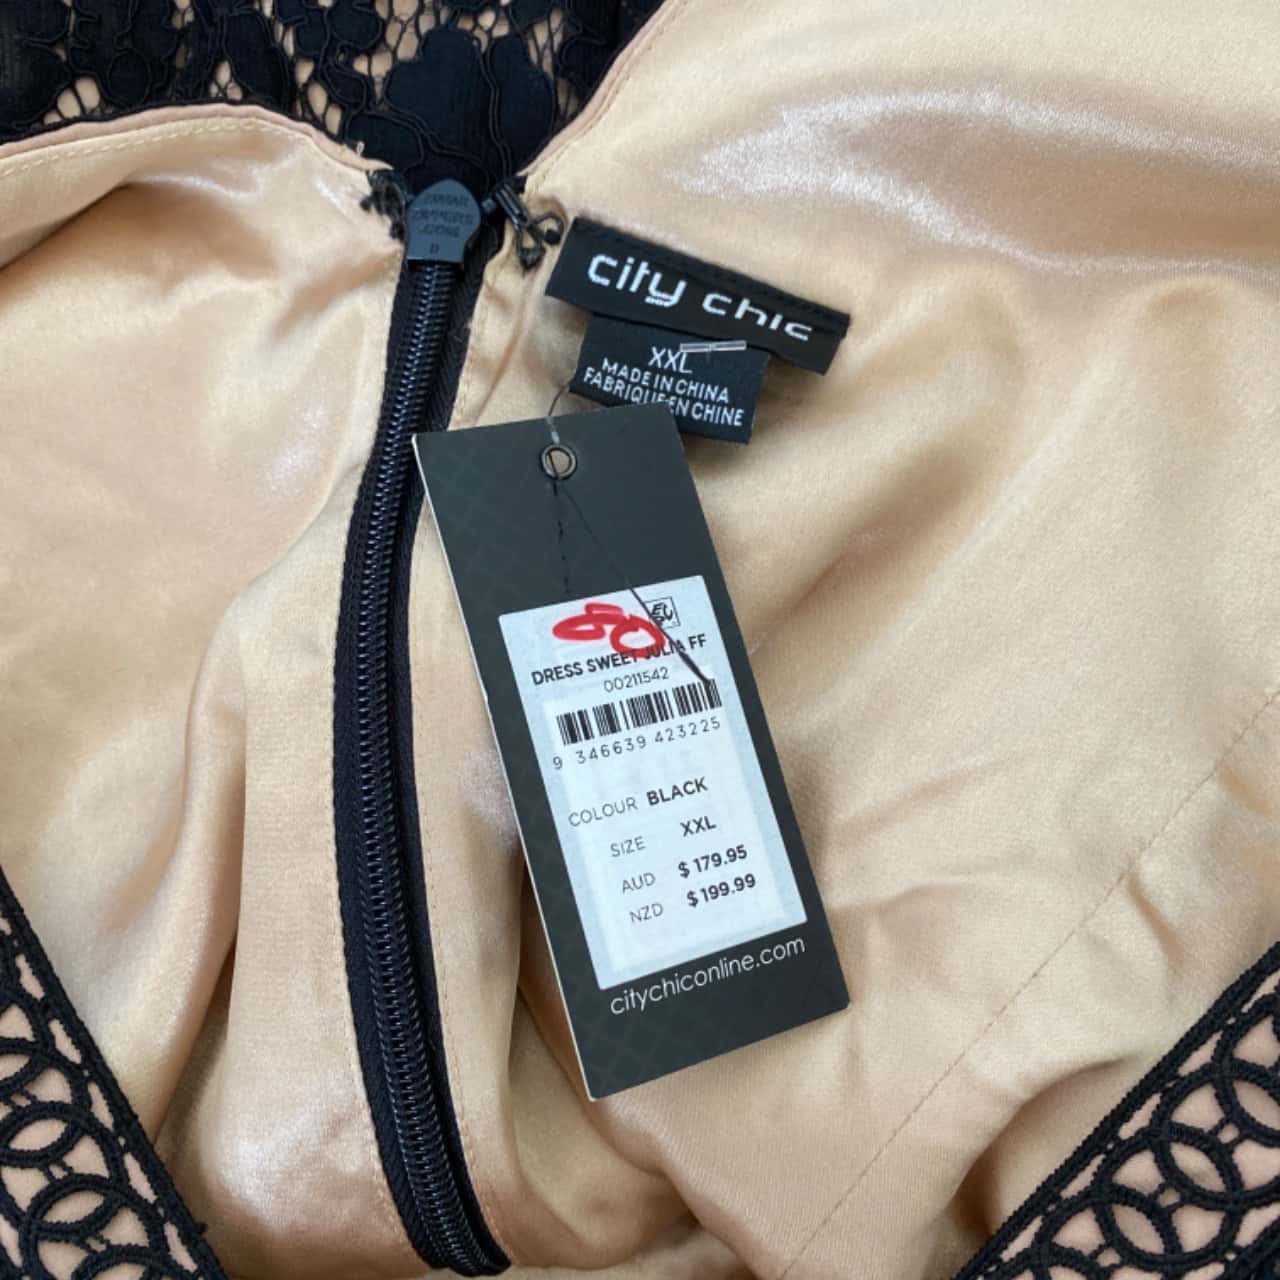 city chic
XXL
MADE IN CHINA
FABRIQUE EN CHINE
80
DRESS SWEET JULIA FF
00211542
9 346639 423225
COLOUR BLACK
SIZE XXL
AUD $179.95
NZD $199.99
citychiconline.com